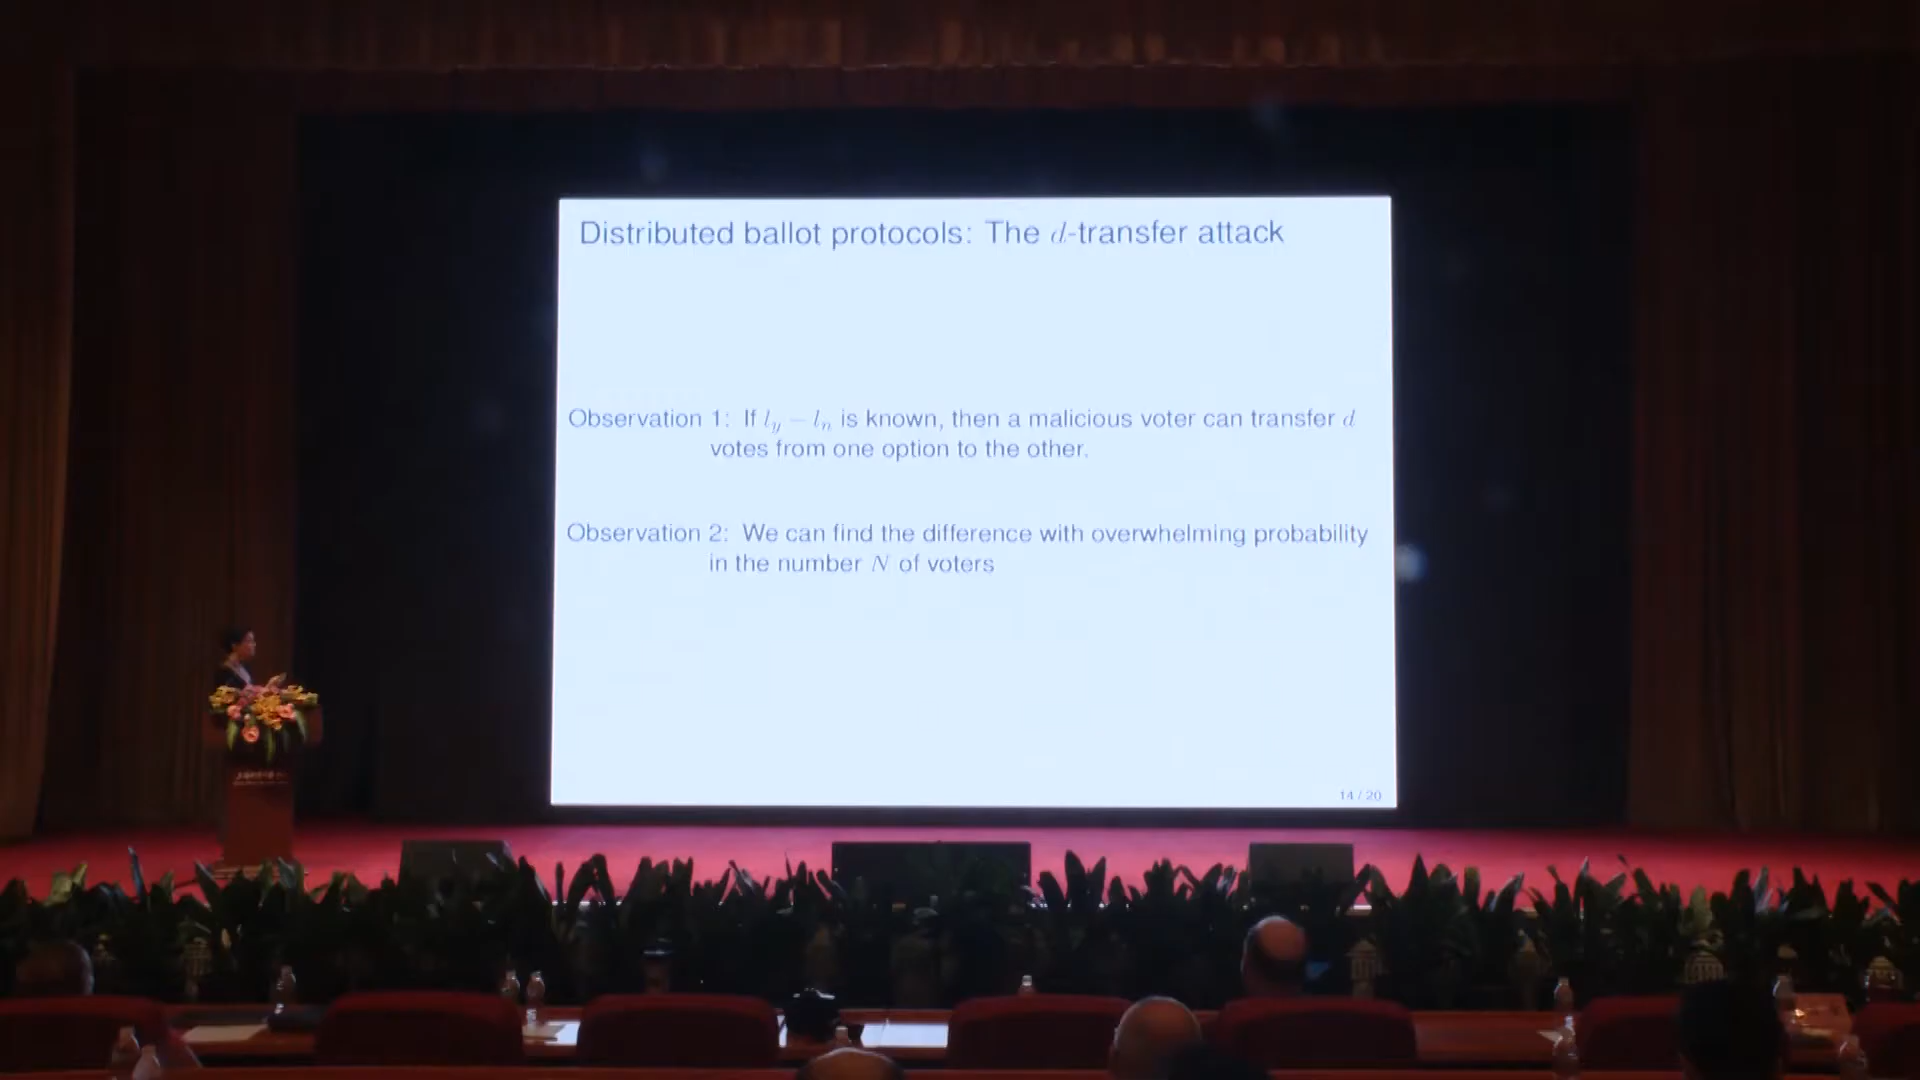 Distributed ballot protocols: The d-transfer attack
Observation 1: If l_y − l_n is known, then a malicious voter can transfer d
votes from one option to the other.
Observation 2: We can find the difference with overwhelming probability
in the number N of voters
14 / 20